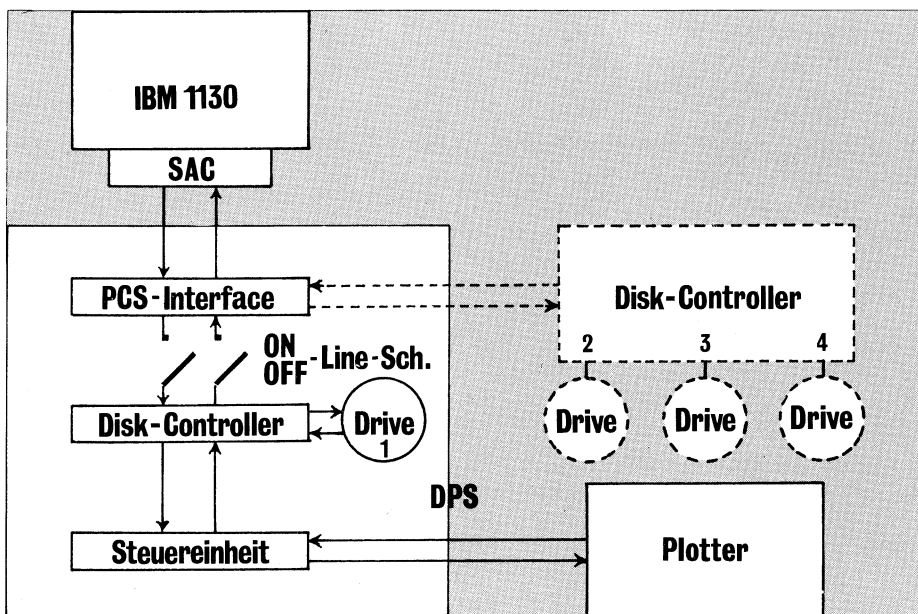 IBM 1130
SAC
PCS-Interface
Disk-Controller
2 3 4
ON
OFF
-Line-Sch.
Disk-Controller
Drive
1
Drive
Drive
Drive
DPS
Steuereinheit
Plotter